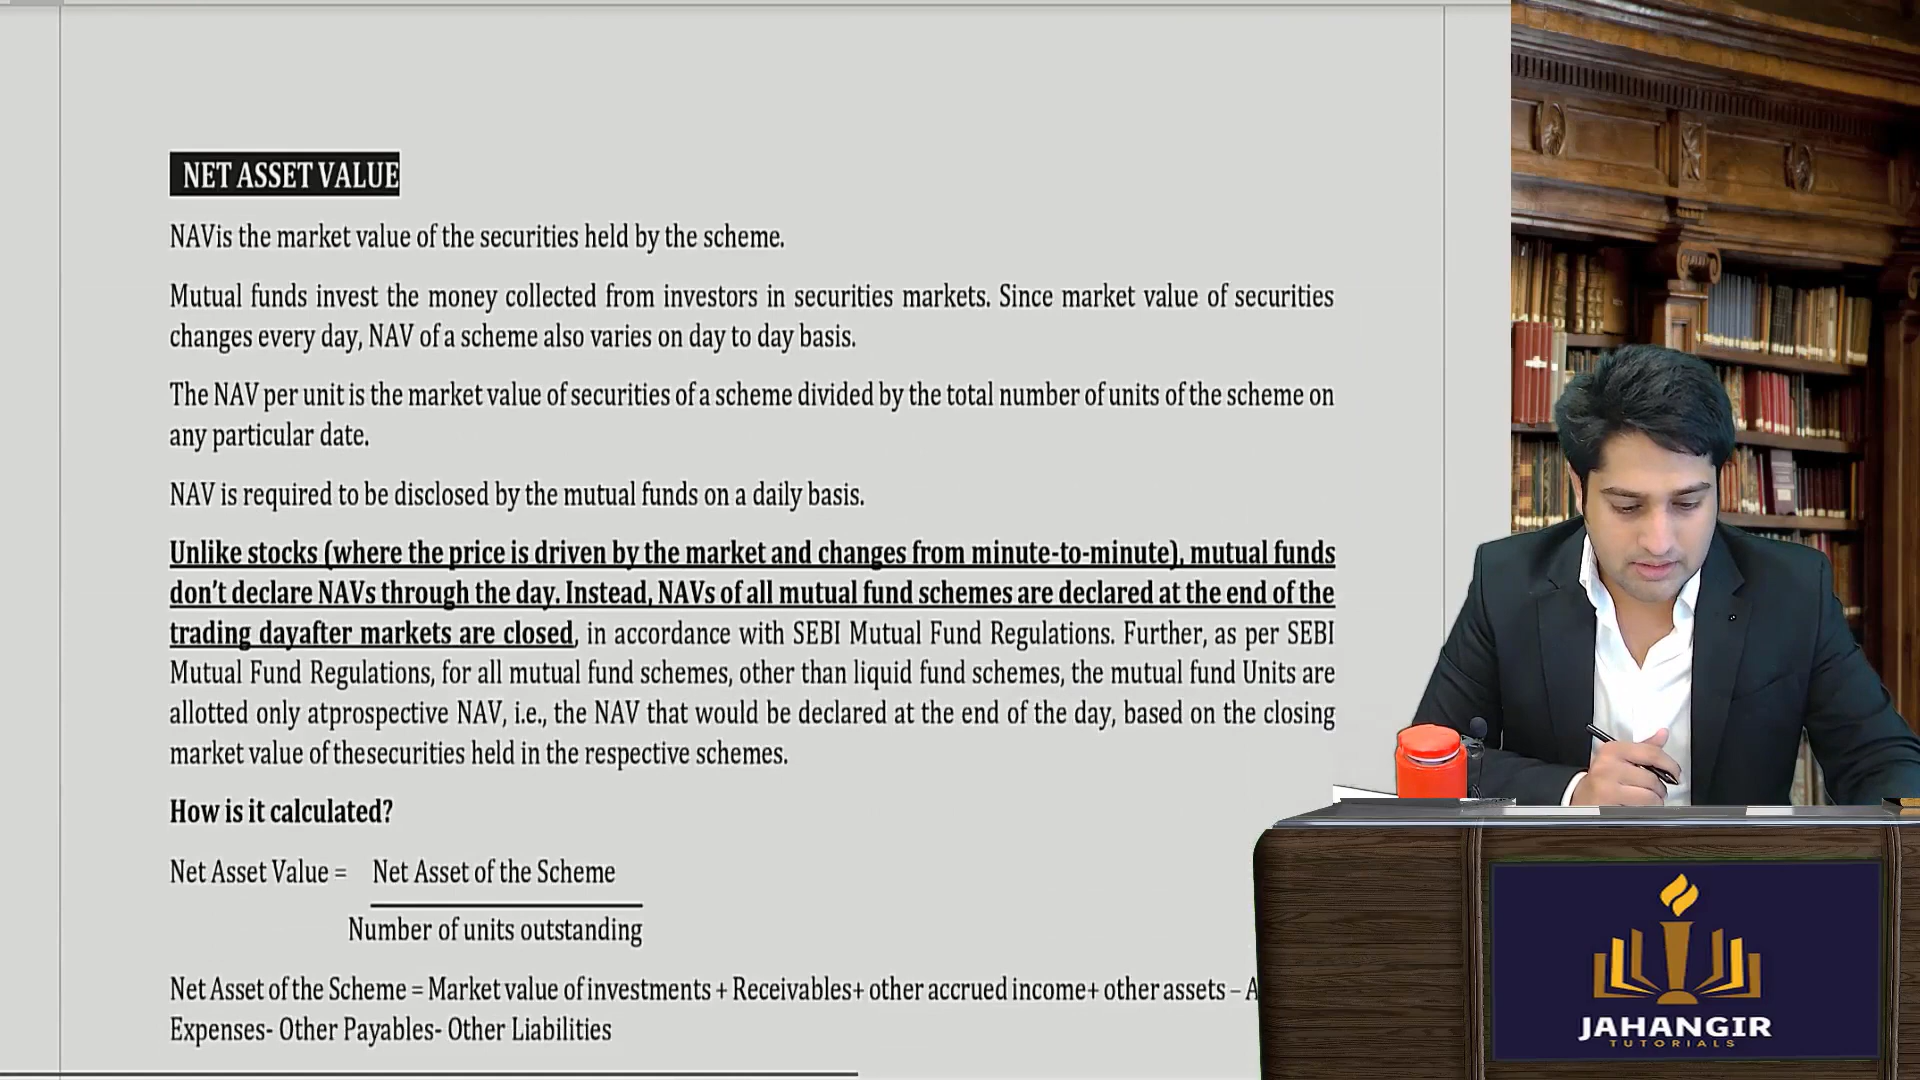 NET ASSET VALUE
NAVis the market value of the securities held by the scheme.
Mutual funds invest the money collected from investors in securities markets. Since market value of securities
changes every day, NAV of a scheme also varies on day to day basis.
The NAV per unit is the market value of securities of a scheme divided by the total number of units of the scheme on
any particular date.
NAV is required to be disclosed by the mutual funds on a daily basis.
Unlike stocks (where the price is driven by the market and changes from minute-to-minute), mutual funds
don’t declare NAVs through the day. Instead, NAVs of all mutual fund schemes are declared at the end of the
trading dayafter markets are closed, in accordance with SEBI Mutual Fund Regulations. Further, as per SEBI
Mutual Fund Regulations, for all mutual fund schemes, other than liquid fund schemes, the mutual fund Units are
allotted only atprospective NAV, i.e., the NAV that would be declared at the end of the day, based on the closing
market value of thesecurities held in the respective schemes.
How is it calculated?
Net Asset Value = Net Asset of the Scheme
Number of units outstanding
Net Asset of the Scheme = Market value of investments + Receivables+ other accrued income+ other assets –
Expenses- Other Payables- Other Liabilities
JAHANGIR
TUTORIALS